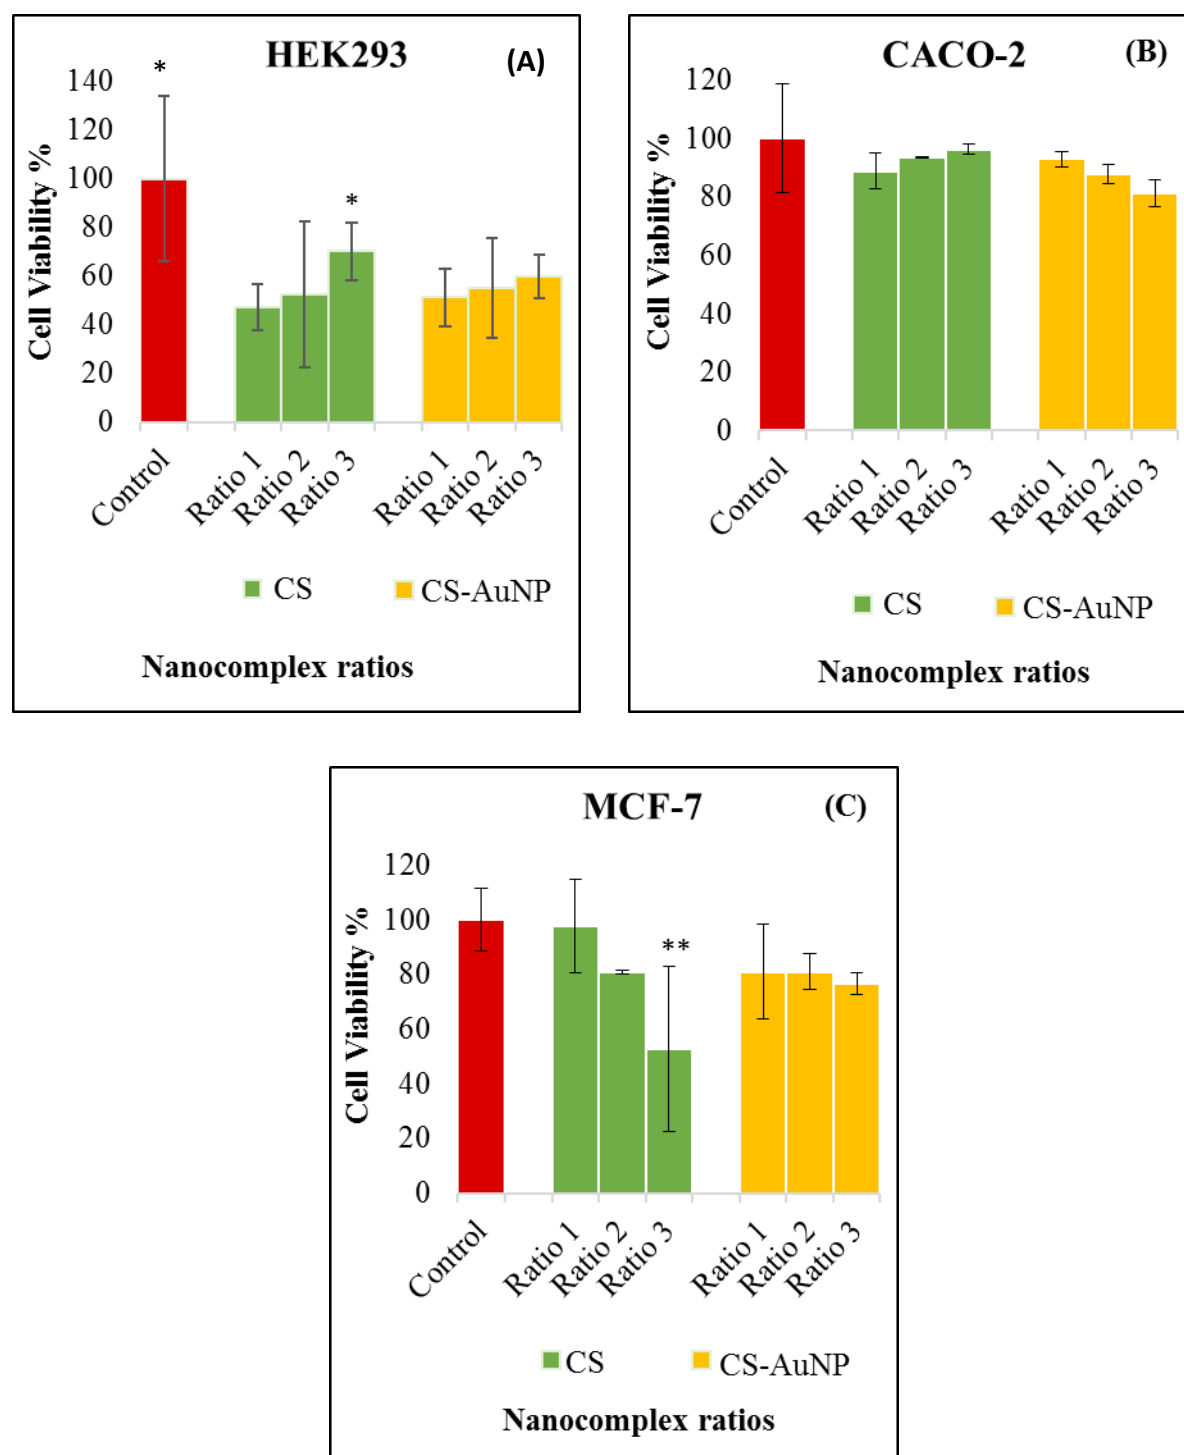 HEK293
(A)
Cell Viability %
140
120
100
80
60
40
20
0
*
*
Control
Ratio 1
Ratio 2
Ratio 3
Ratio 1
Ratio 2
Ratio 3
CS
CS-AuNP
Nanocomplex ratios
CACO-2
(B)
Cell Viability %
120
100
80
60
40
20
0
Control
Ratio 1
Ratio 2
Ratio 3
Ratio 1
Ratio 2
Ratio 3
CS
CS-AuNP
Nanocomplex ratios
MCF-7
(C)
Cell Viability %
120
100
80
60
40
20
0
**
Control
Ratio 1
Ratio 2
Ratio 3
Ratio 1
Ratio 2
Ratio 3
CS
CS-AuNP
Nanocomplex ratios